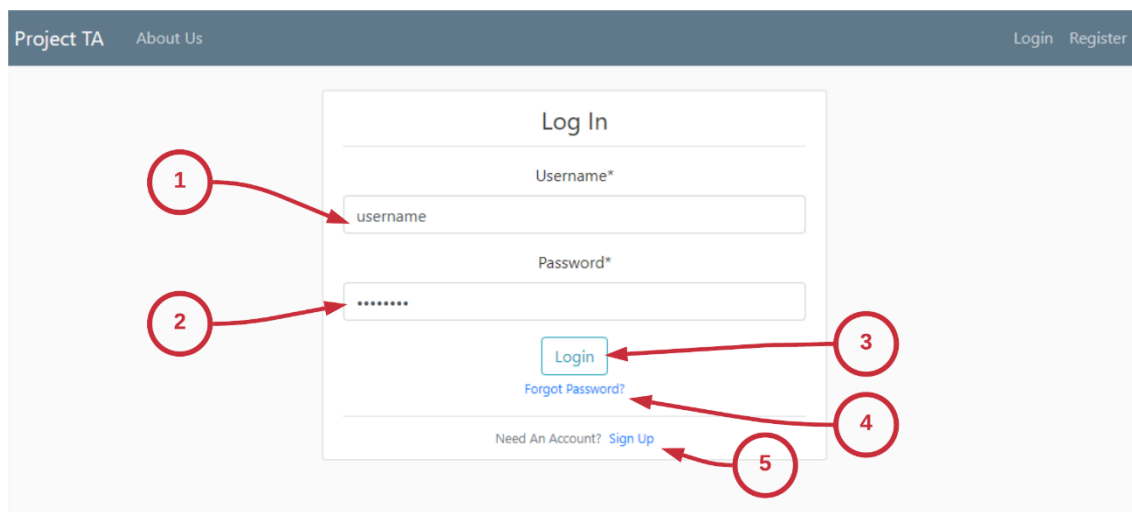 Project TA About Us Login Register
Log In
Username*
1
username
Password*
2
••••••••
Login
3
Forgot Password?
4
Need An Account? Sign Up
5